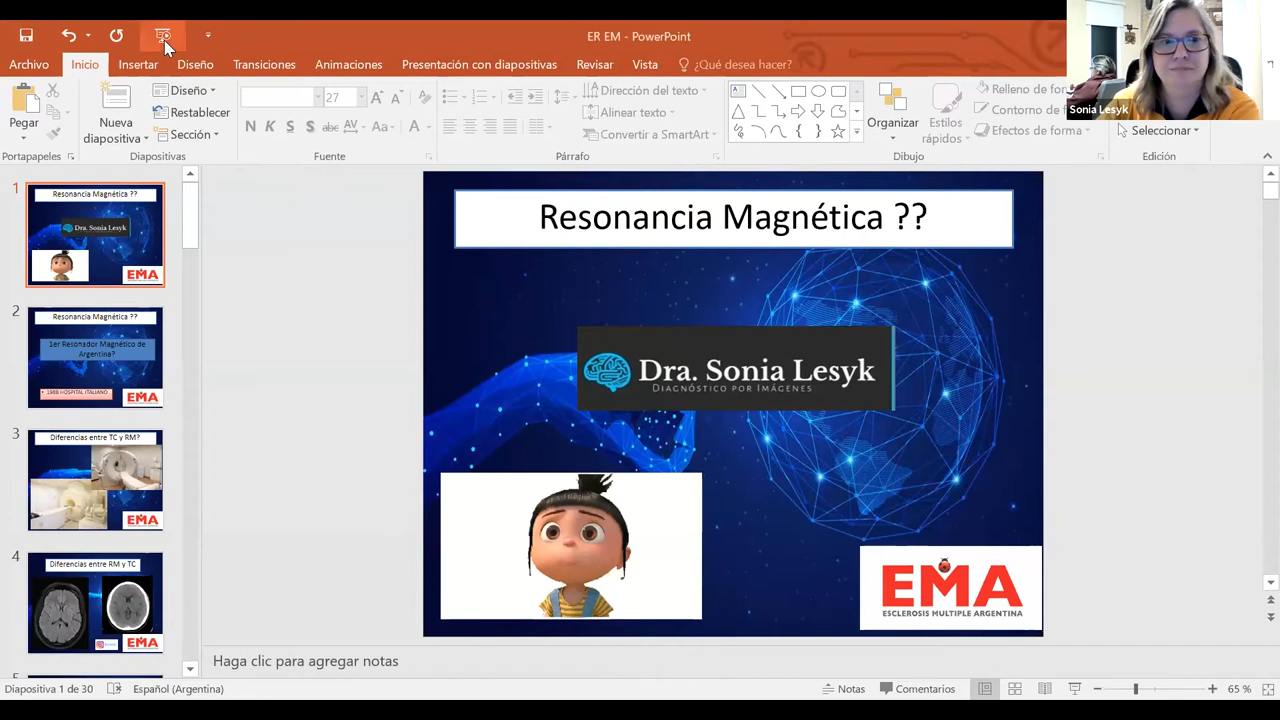 ER EM - PowerPoint
Archivo Inicio Insertar Diseño Transiciones Animaciones Presentación con diapositivas Revisar Vista ¿Qué desea hacer?
Pegar
Nueva
diapositiva
Diseño
Restablecer
Sección
27
N K S S abc AV Aa A
Dirección del texto
Alinear texto
Convertir a SmartArt
Organizar
Estilos
rápidos
Relleno de for
Contorno de
Efectos de forma
Seleccionar
Portapapeles Diapositivas Fuente Párrafo Dibujo Edición
Sonia Lesyk
1
Resonancia Magnética ??
Dra. Sonia Lesyk
EMA
2
Resonancia Magnética ??
1er Resonador Magnético de
Argentina?
1988 HOSPITAL ITALIANO
EMA
3
Diferencias entre TC y RM?
EMA
4
Diferencias entre RM y TC
EMA
Resonancia Magnética ??
Dra. Sonia Lesyk
DIAGNÓSTICO POR IMÁGENES
EMA
ESCLEROSIS MULTIPLE ARGENTINA
Haga clic para agregar notas
Diapositiva 1 de 30 Español (Argentina) Notas Comentarios 65 %